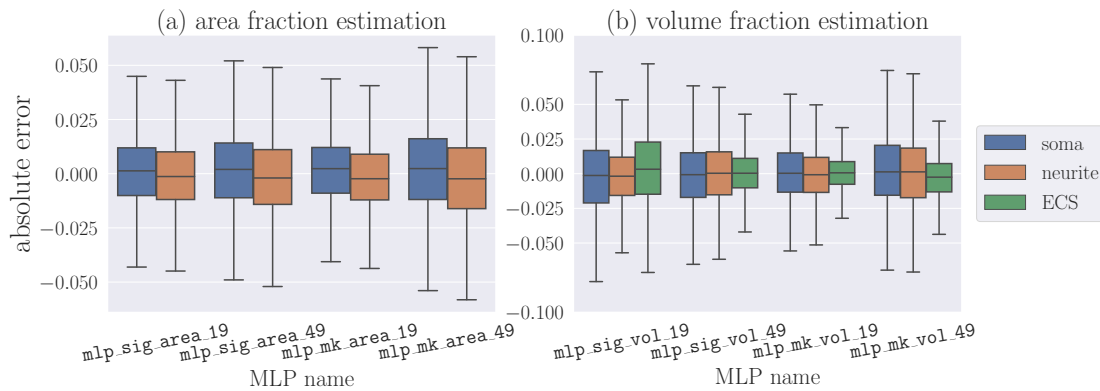 (a) area fraction estimation
(b) volume fraction estimation
absolute error
0.050
0.025
0.000
−0.025
−0.050
mlp_sig_area_19
mlp_sig_area_49
mlp_mk_area_19
mlp_mk_area_49
MLP name
0.100
0.050
0.025
0.000
−0.025
−0.050
−0.100
mlp_sig_vol_19
mlp_sig_vol_49
mlp_mk_vol_19
mlp_mk_vol_49
MLP name
soma
neurite
ECS